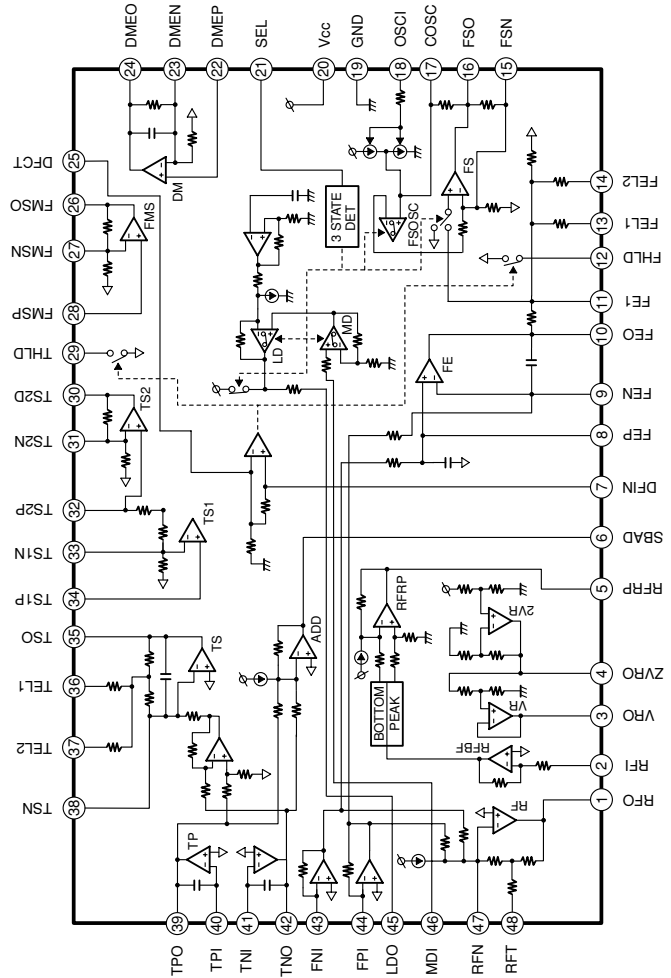 DMEO
DMEN
DMEP
SEL
Vcc
GND
OSCI
COSC
FSO
FSN
24
23
22
21
20
19
18
17
16
15
DFCT
25
FMSO
26
FMSN
27
FMSP
28
THLD
29
TS2D
30
TS2N
31
TS2P
32
TS1N
33
TS1P
34
TSO
35
TEL1
36
TEL2
37
TSN
38
14
FEL2
13
FEL1
12
FHLD
11
FE1
10
FEO
9
FEN
8
FEP
7
DFIN
6
SBAD
5
RFRP
4
ZVRO
3
VRO
2
RFI
1
RFO
DM
FMS
3 STATE
DET
FSOSC
FS
LD
MD
TS2
TS1
FE
TS
ADD
RFRP
BOTTOM
PEAK
2VR
VR
RFBF
RF
TP
39
40
41
42
43
44
45
46
47
48
TPO
TPI
TNI
TNO
FNI
FPI
LDO
MDI
RFN
RFT